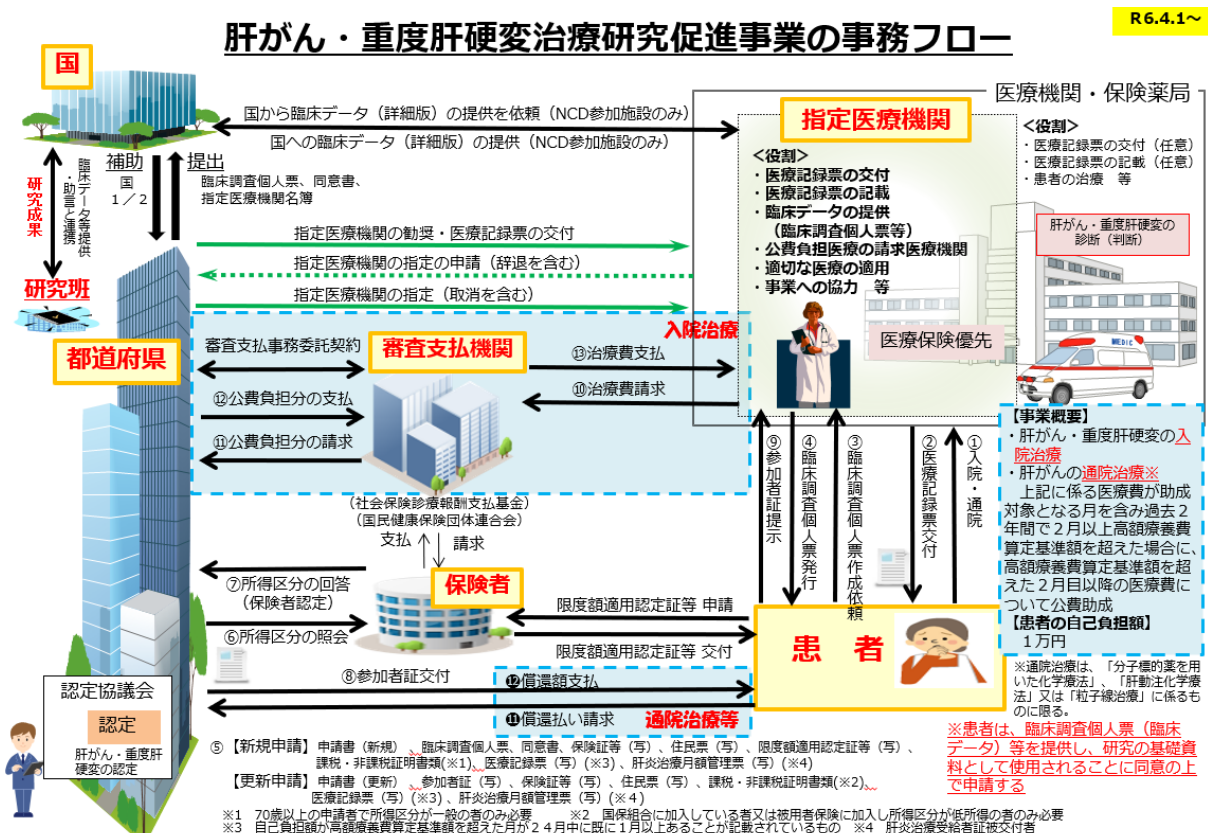 R6.4.1～
肝がん・重度肝硬変治療研究促進事業の事務フロー
国
国から臨床データ（詳細版）の提供を依頼（NCD参加施設のみ）
国への臨床データ（詳細版）の提供（NCD参加施設のみ）
医療機関・保険薬局
＜役割＞
・医療記録票の交付（任意）
・医療記録票の記載（任意）
・患者の治療　等
指定医療機関
＜役割＞
・医療記録票の交付
・医療記録票の記載
・臨床データの提供
（臨床調査個人票等）
・公費負担医療の請求医療機関
・適切な医療の適用
・事業への協力　等
肝がん・重度肝硬変の
診断（判断）
医療保険優先
MEDIC
研究成果
臨床データ等提供
・助言と連携
補助
国
１／２
提出
臨床調査個人票、同意書、
指定医療機関名簿
研究班
指定医療機関の勧奨・医療記録票の交付
指定医療機関の指定の申請（辞退を含む）
指定医療機関の指定（取消を含む）
都道府県
入院治療
審査支払事務委託契約
審査支払機関
⑬治療費支払
⑩治療費請求
⑫公費負担分の支払
⑪公費負担分の請求
（社会保険診療報酬支払基金）
（国民健康保険団体連合会）
支払
請求
⑨参加者証提示
④臨床調査個人票発行
③臨床調査個人票作成依頼
②医療記録票交付
①入院・通院
【事業概要】
・肝がん・重度肝硬変の入
院治療
・肝がんの通院治療※
上記に係る医療費が助成
対象となる月を含み過去２
年間で２月以上高額療養費
算定基準額を超えた場合に、
高額療養費算定基準額を超
えた２月目以降の医療費に
ついて公費助成
【患者の自己負担額】
１万円
保険者
⑦所得区分の回答
（保険者認定）
⑥所得区分の照会
限度額適用認定証等 申請
限度額適用認定証等 交付
患　者
※通院治療は、「分子標的薬を用
いた化学療法」、「肝動注化学療
法」又は「粒子線治療」に係るも
のに限る。
⑧参加者証交付
⓬償還額支払
⓫償還払い請求
通院治療等
認定協議会
認定
肝がん・重度肝
硬変の認定
※患者は、臨床調査個人票（臨床
データ）等を提供し、研究の基礎資
料として使用されることに同意の上
で申請する
⑤【新規申請】申請書（新規）、臨床調査個人票、同意書、保険証等（写）、住民票（写）、限度額適用認定証等（写）、
課税・非課税証明書類(※1)、医療記録票（写）(※３)、肝炎治療月額管理票（写）(※4)
【更新申請】申請書（更新）、参加者証（写）、保険証等（写）、住民票（写）、課税・非課税証明書類(※2)、
医療記録票（写）(※３)、肝炎治療月額管理票（写）(※４)
※1　70歳以上の申請者で所得区分が一般の者のみ必要　　※２　国保組合に加入している者又は被用者保険に加入し所得区分が低所得の者のみ必要
※３　自己負担額が高額療養費算定基準額を超えた月が２４月中に既に１月以上あることが記載されているもの　※４　肝炎治療受給者証被交付者